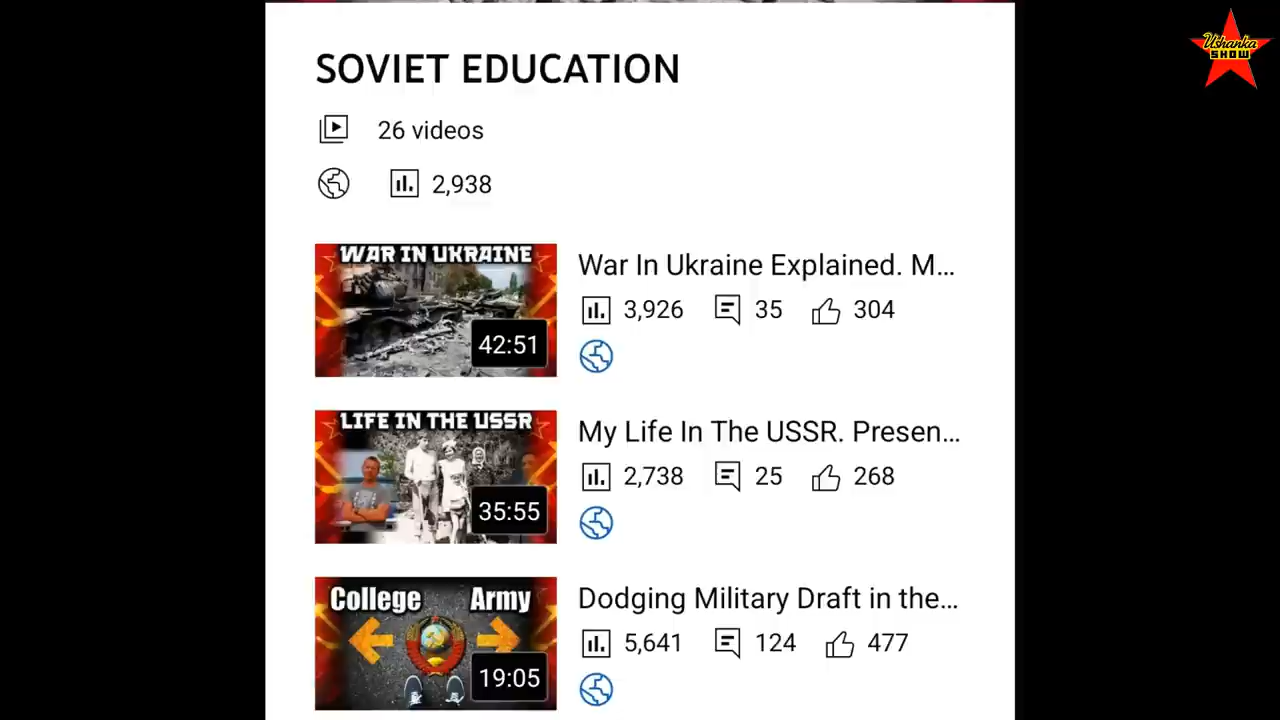 Ushanka
SHOW
SOVIET EDUCATION
26 videos
2,938
WAR IN UKRAINE
42:51
War In Ukraine Explained. M...
3,926 35 304
LIFE IN THE USSR
35:55
My Life In The USSR. Presen...
2,738 25 268
College Army
19:05
Dodging Military Draft in the...
5,641 124 477